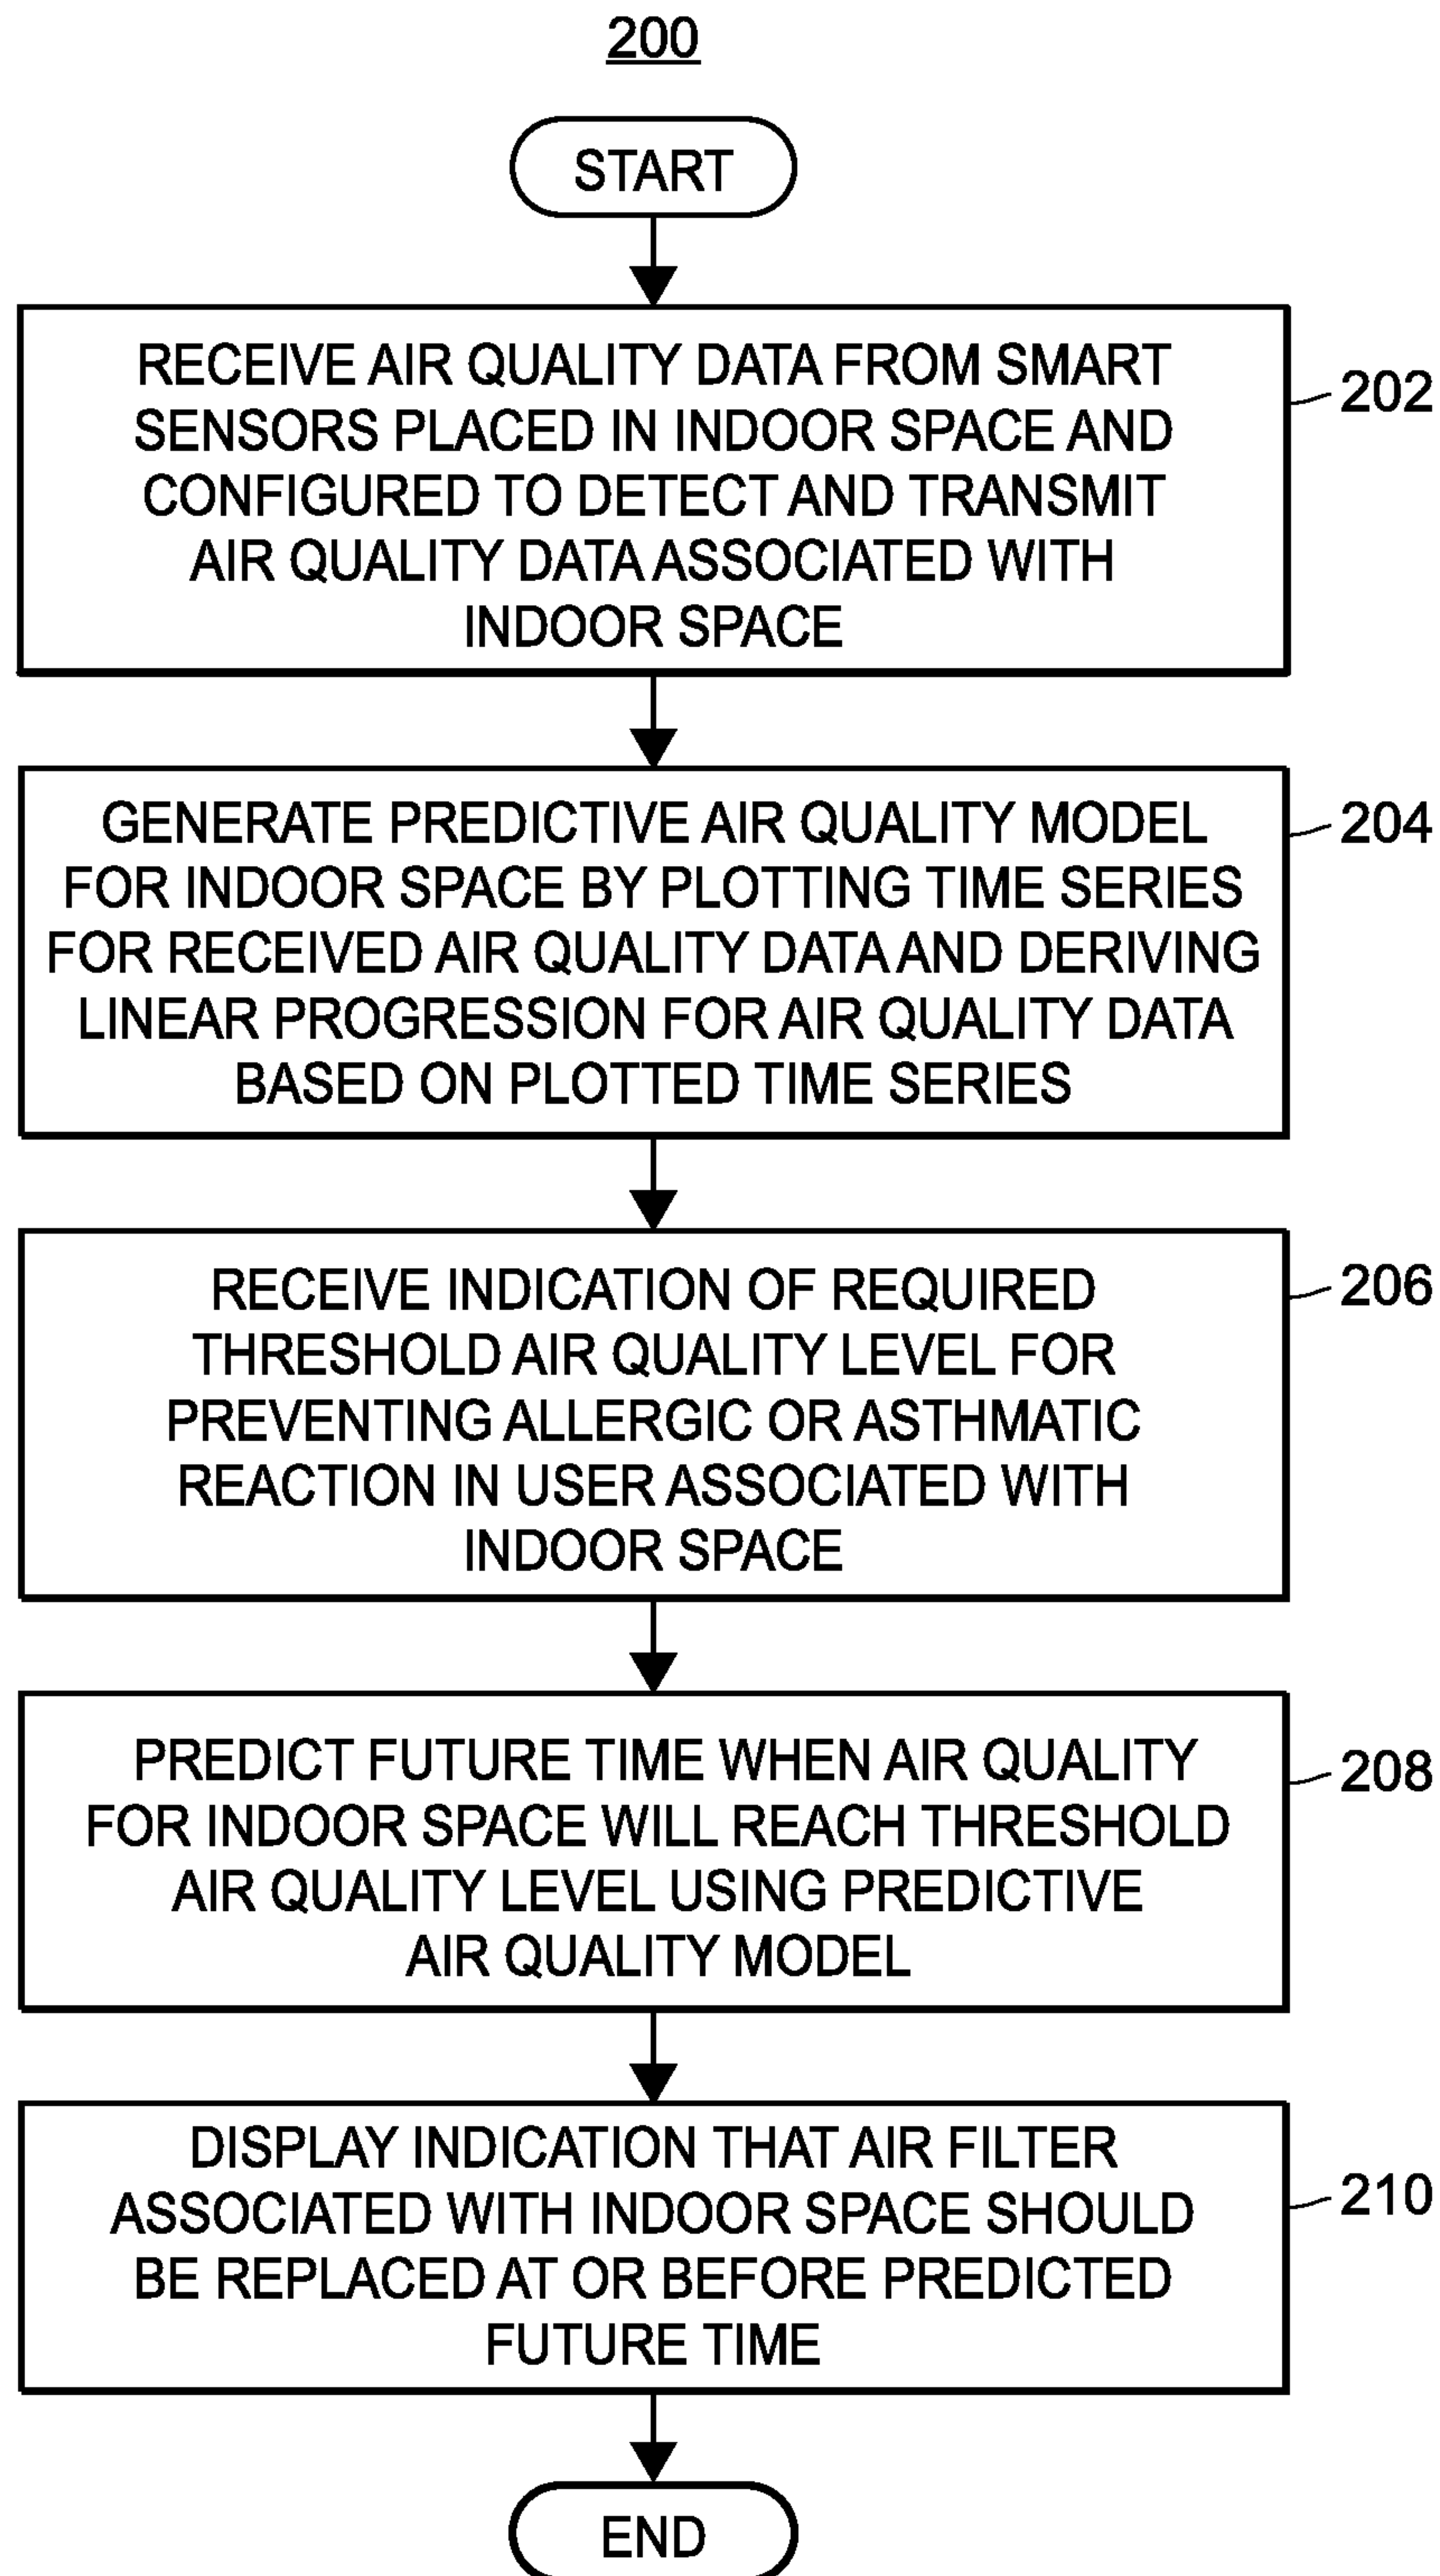 200
START
RECEIVE AIR QUALITY DATA FROM SMART
SENSORS PLACED IN INDOOR SPACE AND
CONFIGURED TO DETECT AND TRANSMIT
AIR QUALITY DATA ASSOCIATED WITH
INDOOR SPACE
202
GENERATE PREDICTIVE AIR QUALITY MODEL
FOR INDOOR SPACE BY PLOTTING TIME SERIES
FOR RECEIVED AIR QUALITY DATA AND DERIVING
LINEAR PROGRESSION FOR AIR QUALITY DATA
BASED ON PLOTTED TIME SERIES
204
RECEIVE INDICATION OF REQUIRED
THRESHOLD AIR QUALITY LEVEL FOR
PREVENTING ALLERGIC OR ASTHMATIC
REACTION IN USER ASSOCIATED WITH
INDOOR SPACE
206
PREDICT FUTURE TIME WHEN AIR QUALITY
FOR INDOOR SPACE WILL REACH THRESHOLD
AIR QUALITY LEVEL USING PREDICTIVE
AIR QUALITY MODEL
208
DISPLAY INDICATION THAT AIR FILTER
ASSOCIATED WITH INDOOR SPACE SHOULD
BE REPLACED AT OR BEFORE PREDICTED
FUTURE TIME
210
END